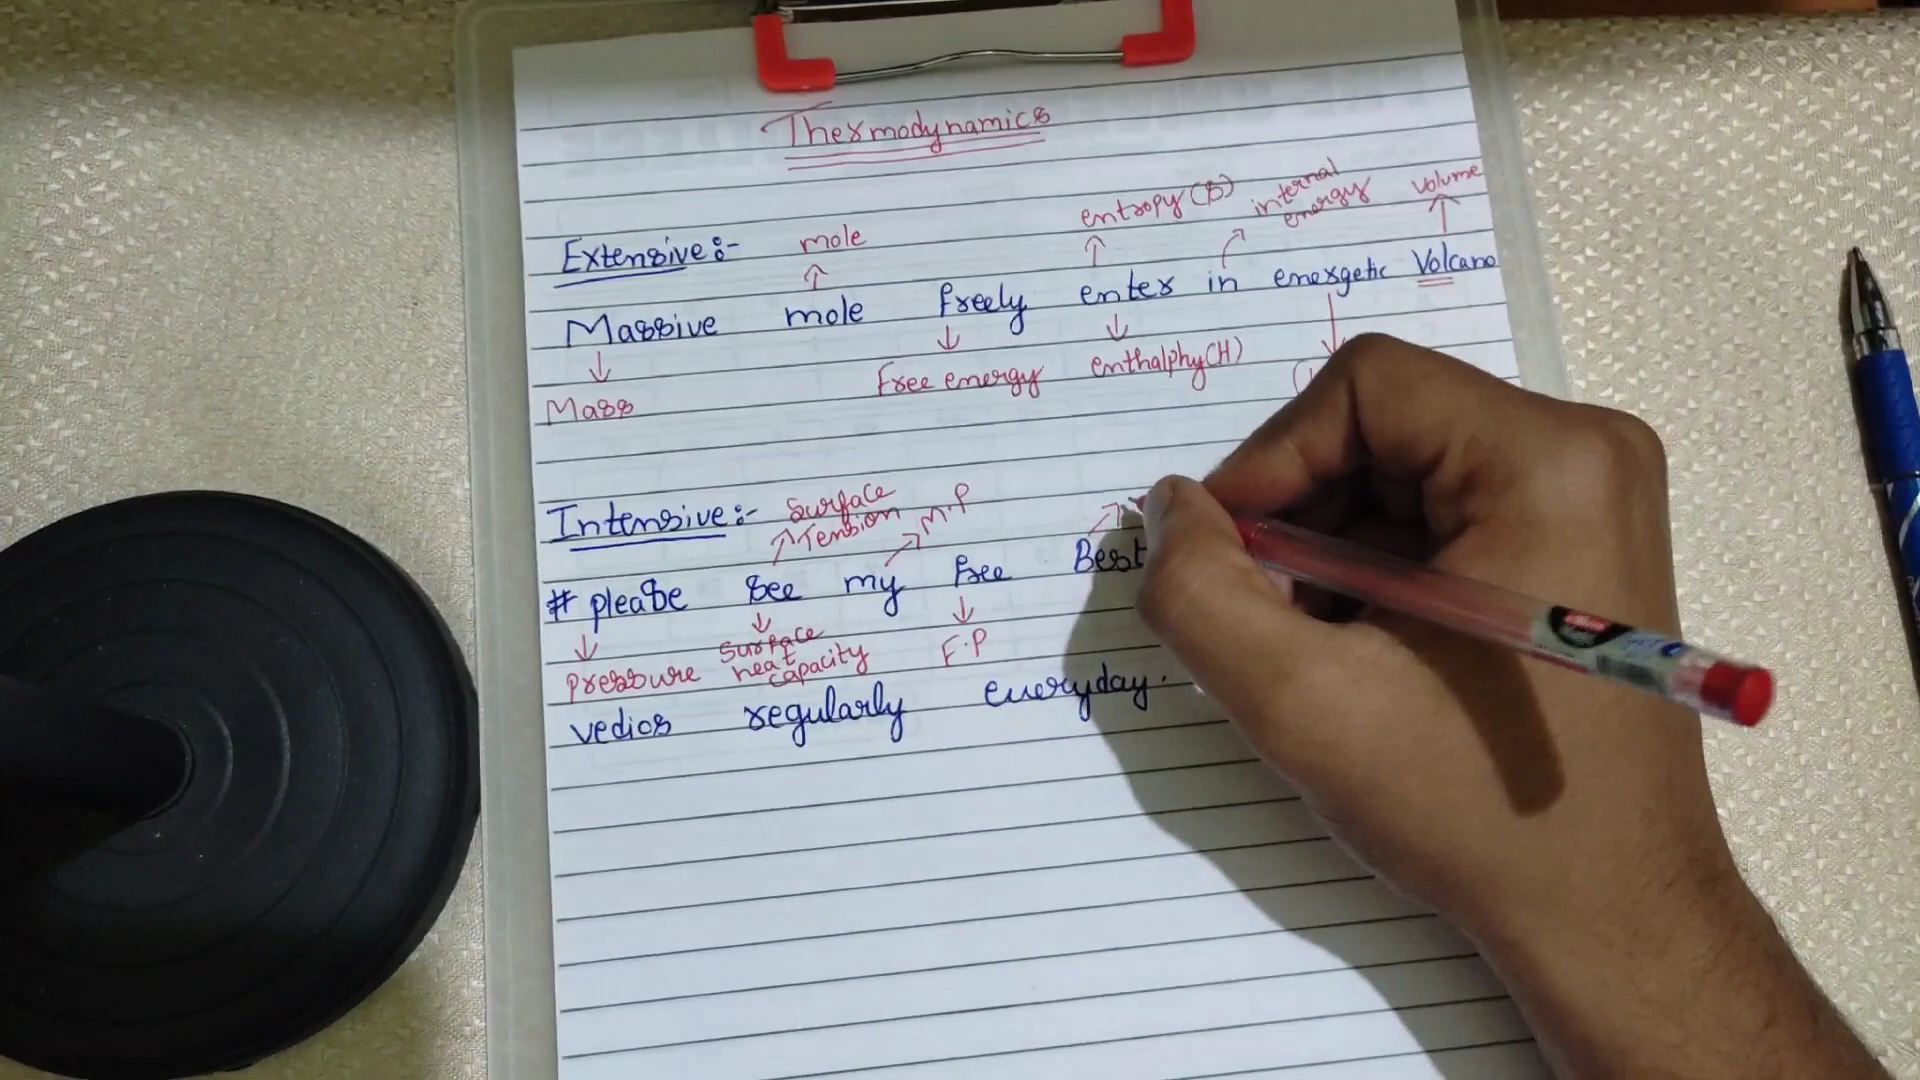 Thermodynamics
entropy (S) internal energy volume
Extensive:- mole
Massive mole freely enter in energetic Volcano
Mass Free energy enthalphy(H)
Intensive:- Surface Tension M.P
# please see my free Best
pressure Surface heat capacity F.P
vedios regularly everyday.